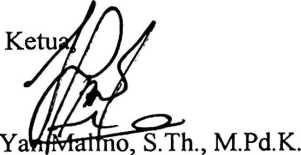 Ketua,
Yan Malino, S.Th., M.Pd.K.